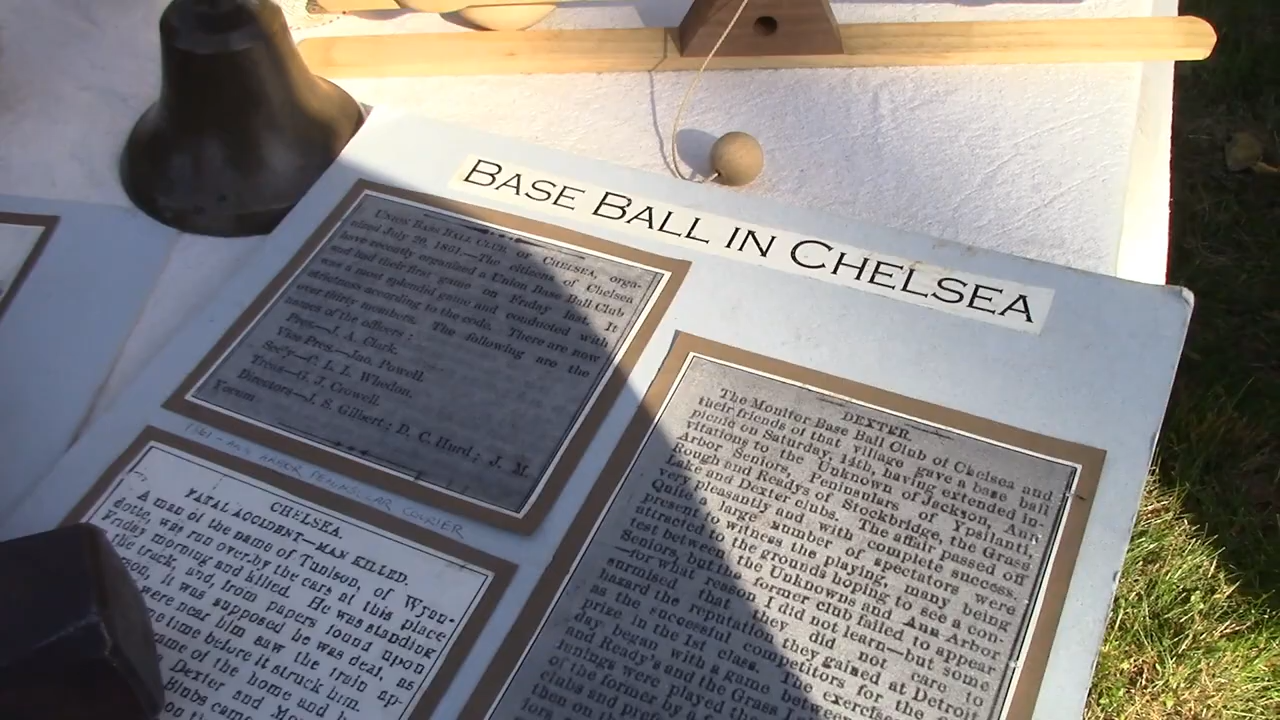 BASE BALL IN CHELSEA
UNION BASE BALL CLUB OF CHELSEA, orga-
nized July 20, 1861.—The citizens of Chelsea
have recently organized a Union Base Ball Club
and had their first game on Friday last. It
was a most splendid game and conducted with
strictness according to the code. There are now
over thirty members. The following are the
names of the officers:
Pres—J. A. Clark.
Vice Pres.—Jno. Powell.
Sec'y—C. L. L. Whedon.
Treas—G. J. Crowell.
Directors—J. S. Gilbert; D. C. Hurd; J. M.
Yocum
1861 - ANN ARBOR PENINSULAR COURIER
CHELSEA.
FATAL ACCIDENT—MAN KILLED.
A man of the name of Tunison, of Wyan-
dotte, was run over by the cars at this place
Friday morning and killed. He was standing
the track, and from papers found upon
son, it was supposed he was deaf, as
were near him saw the train ap-
time before it struck him.
ame of the home and
Dexter and
came
DEXTER.
The Monitor Base Ball Club of Chelsea and
their friends of that village gave a base ball
picnic on Saturday, 14th, having extended in-
vitations to the Unknown of Jackson, Ann
Arbor Seniors, Peninsulars of Ypsilanti,
Rough and Readys of Stockbridge, the Grass
Lake and Dexter clubs. The affair passed off
very pleasantly and with complete success.
Quite a large number of spectators were
present to witness the playing, many being
attracted to the grounds hoping to see a con-
test between the Unknowns and Ann Arbor
Seniors, but the former club failed to appear
—for what reason I did not learn—but some
surmised that they did not care to
hazard the reputation they gained at Detroit
as the successful competitors for the
prize in the 1st class. The exercises
day began with a game between
and Ready's and the Grass
innings were played
of the former by a
clubs and
then on